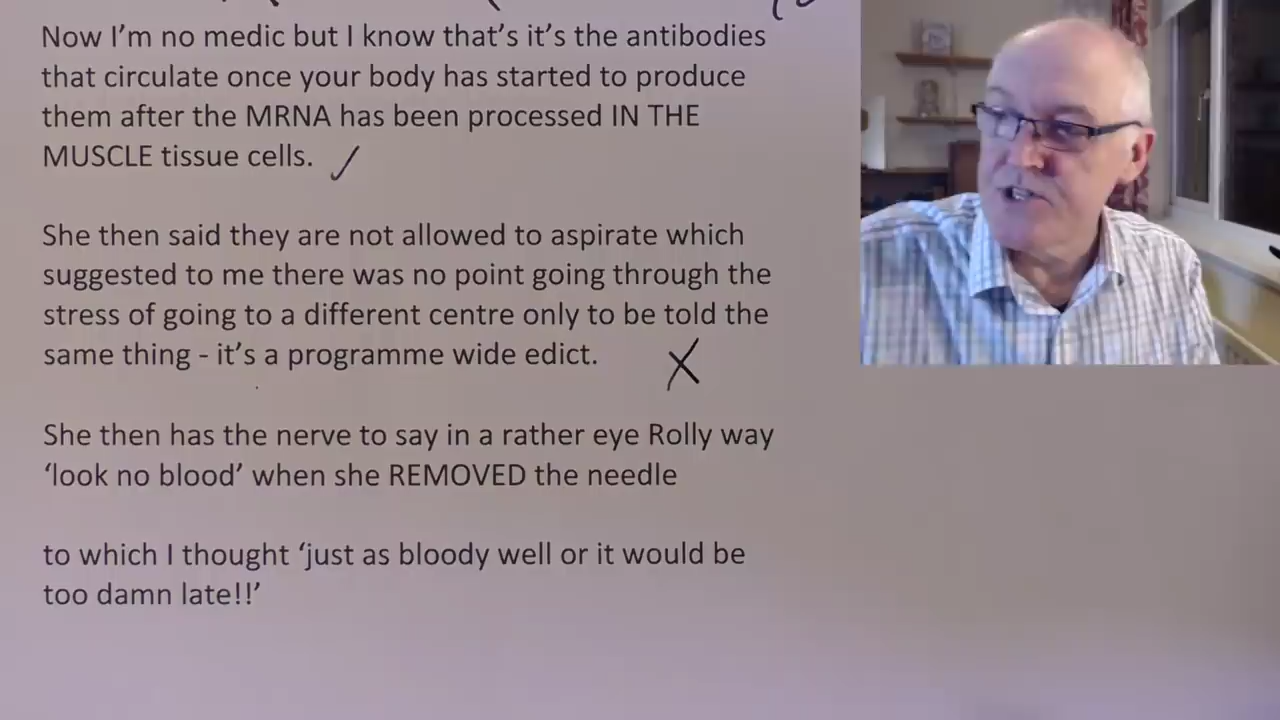 Now I’m no medic but I know that’s it’s the antibodies
that circulate once your body has started to produce
them after the MRNA has been processed IN THE
MUSCLE tissue cells.
She then said they are not allowed to aspirate which
suggested to me there was no point going through the
stress of going to a different centre only to be told the
same thing - it’s a programme wide edict.
She then has the nerve to say in a rather eye Rolly way
‘look no blood’ when she REMOVED the needle
to which I thought ‘just as bloody well or it would be
too damn late!!’